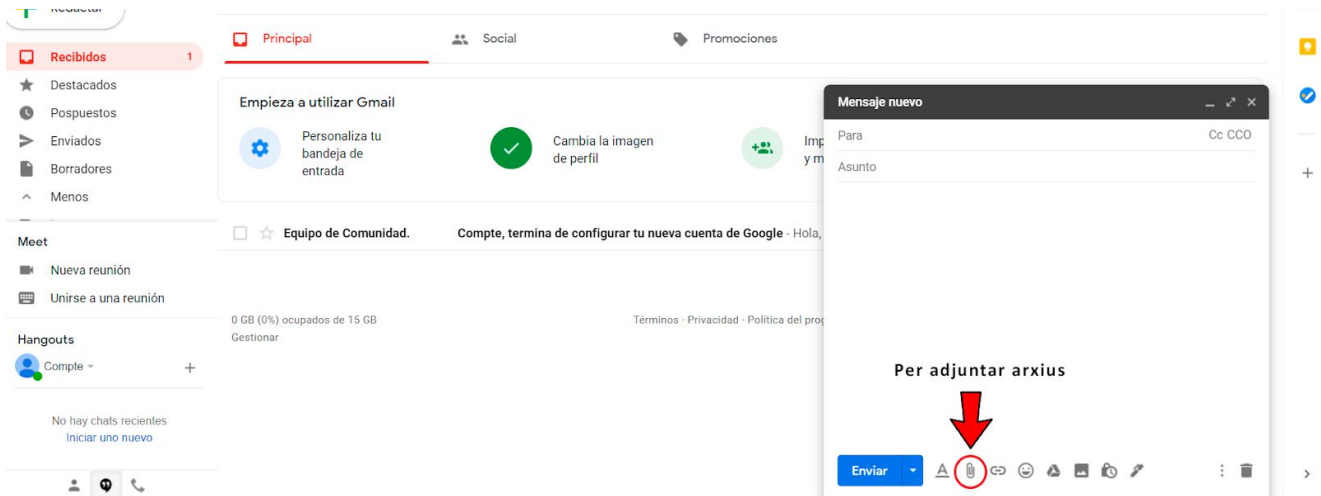 Redactar
Recibidos 1
Destacados
Pospuestos
Enviados
Borradores
Menos
Meet
Nueva reunión
Unirse a una reunión
Hangouts
Compte
No hay chats recientes
Iniciar uno nuevo
Principal
Social
Promociones
Empieza a utilizar Gmail
Personaliza tu
bandeja de
entrada
Cambia la imagen
de perfil
Imp
y m
Equipo de Comunidad. Compte, termina de configurar tu nueva cuenta de Google - Hola,
0 GB (0%) ocupados de 15 GB
Gestionar
Términos · Privacidad · Política del prog
Mensaje nuevo
Para Cc CCO
Asunto
Per adjuntar arxius
Enviar